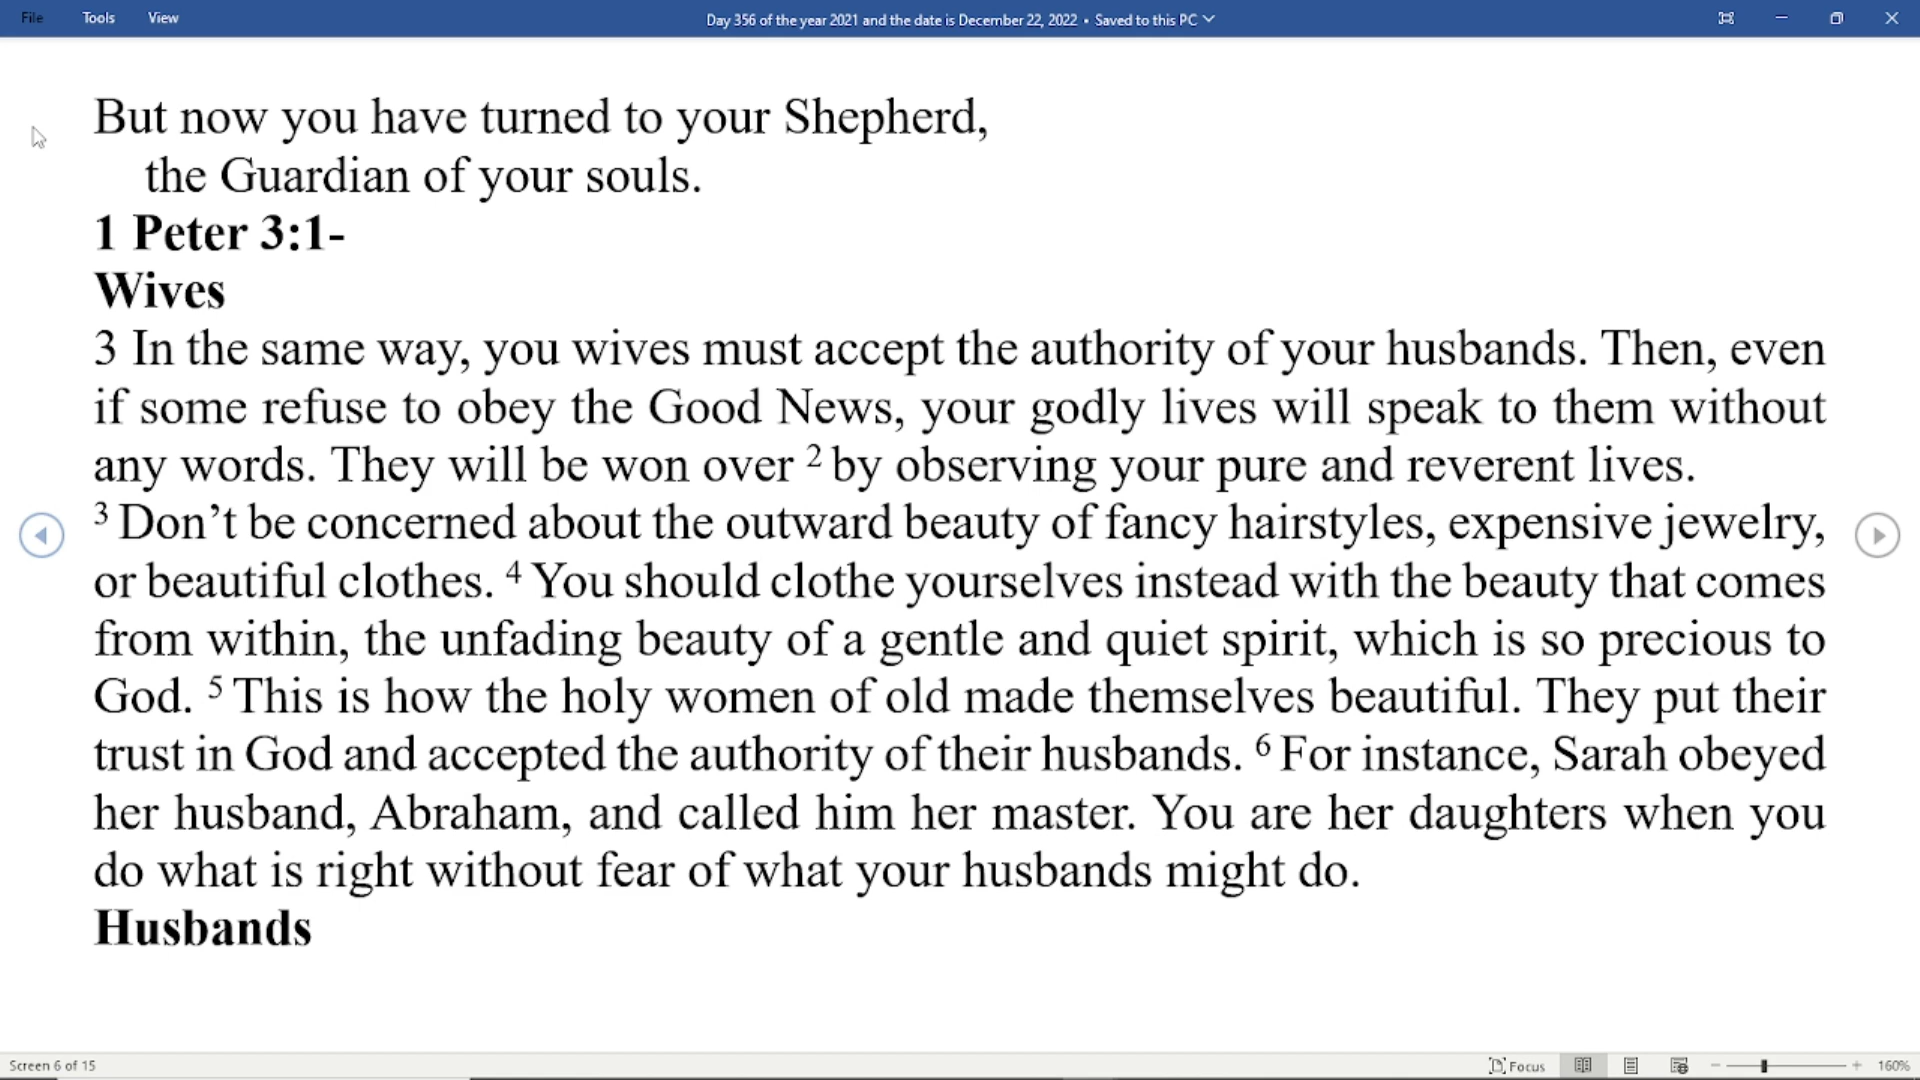 File Tools View Day 356 of the year 2021 and the date is December 22, 2022 • Saved to this PC
But now you have turned to your Shepherd,
the Guardian of your souls.
1 Peter 3:1-
Wives
3 In the same way, you wives must accept the authority of your husbands. Then, even
if some refuse to obey the Good News, your godly lives will speak to them without
any words. They will be won over ² by observing your pure and reverent lives.
³ Don’t be concerned about the outward beauty of fancy hairstyles, expensive jewelry,
or beautiful clothes. ⁴ You should clothe yourselves instead with the beauty that comes
from within, the unfading beauty of a gentle and quiet spirit, which is so precious to
God. ⁵ This is how the holy women of old made themselves beautiful. They put their
trust in God and accepted the authority of their husbands. ⁶ For instance, Sarah obeyed
her husband, Abraham, and called him her master. You are her daughters when you
do what is right without fear of what your husbands might do.
Husbands
Screen 6 of 15 Focus 160%